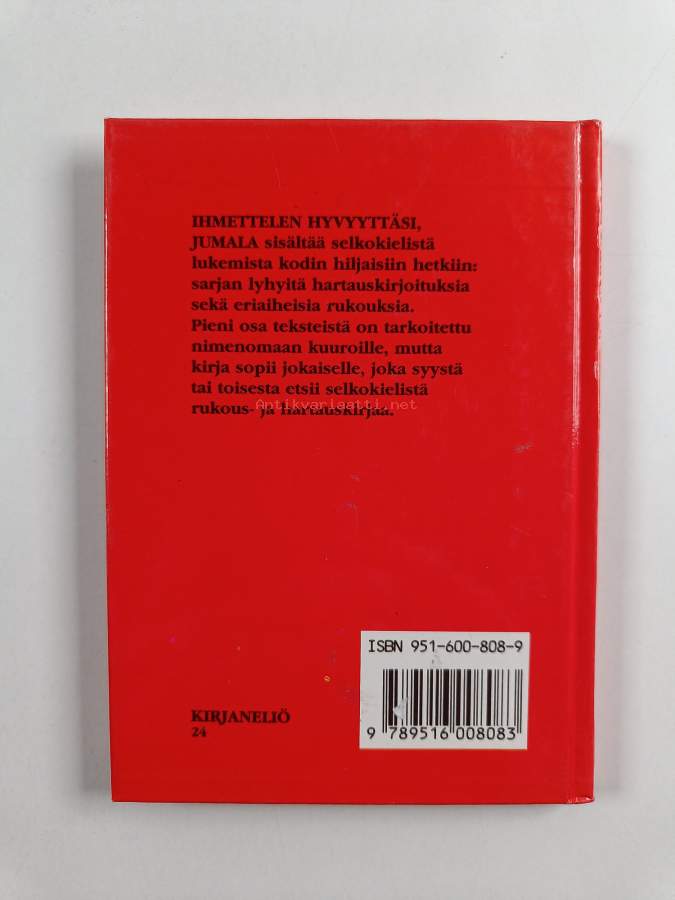 IHMETTELEN HYVYYTTÄSI,
JUMALA sisältää selkokielistä
lukemista kodin hiljaisiin hetkiin:
sarjan lyhyitä hartauskirjoituksia
sekä eriaiheisia rukouksia.
Pieni osa teksteistä on tarkoitettu
nimenomaan kuuroille, mutta
kirja sopii jokaiselle, joka syystä
tai toisesta etsii selkokielistä
rukous- ja hartauskirjaa.
Antikvariaatti.net
ISBN 951-600-808-9
9 789516 008083
KIRJANELIÖ
24